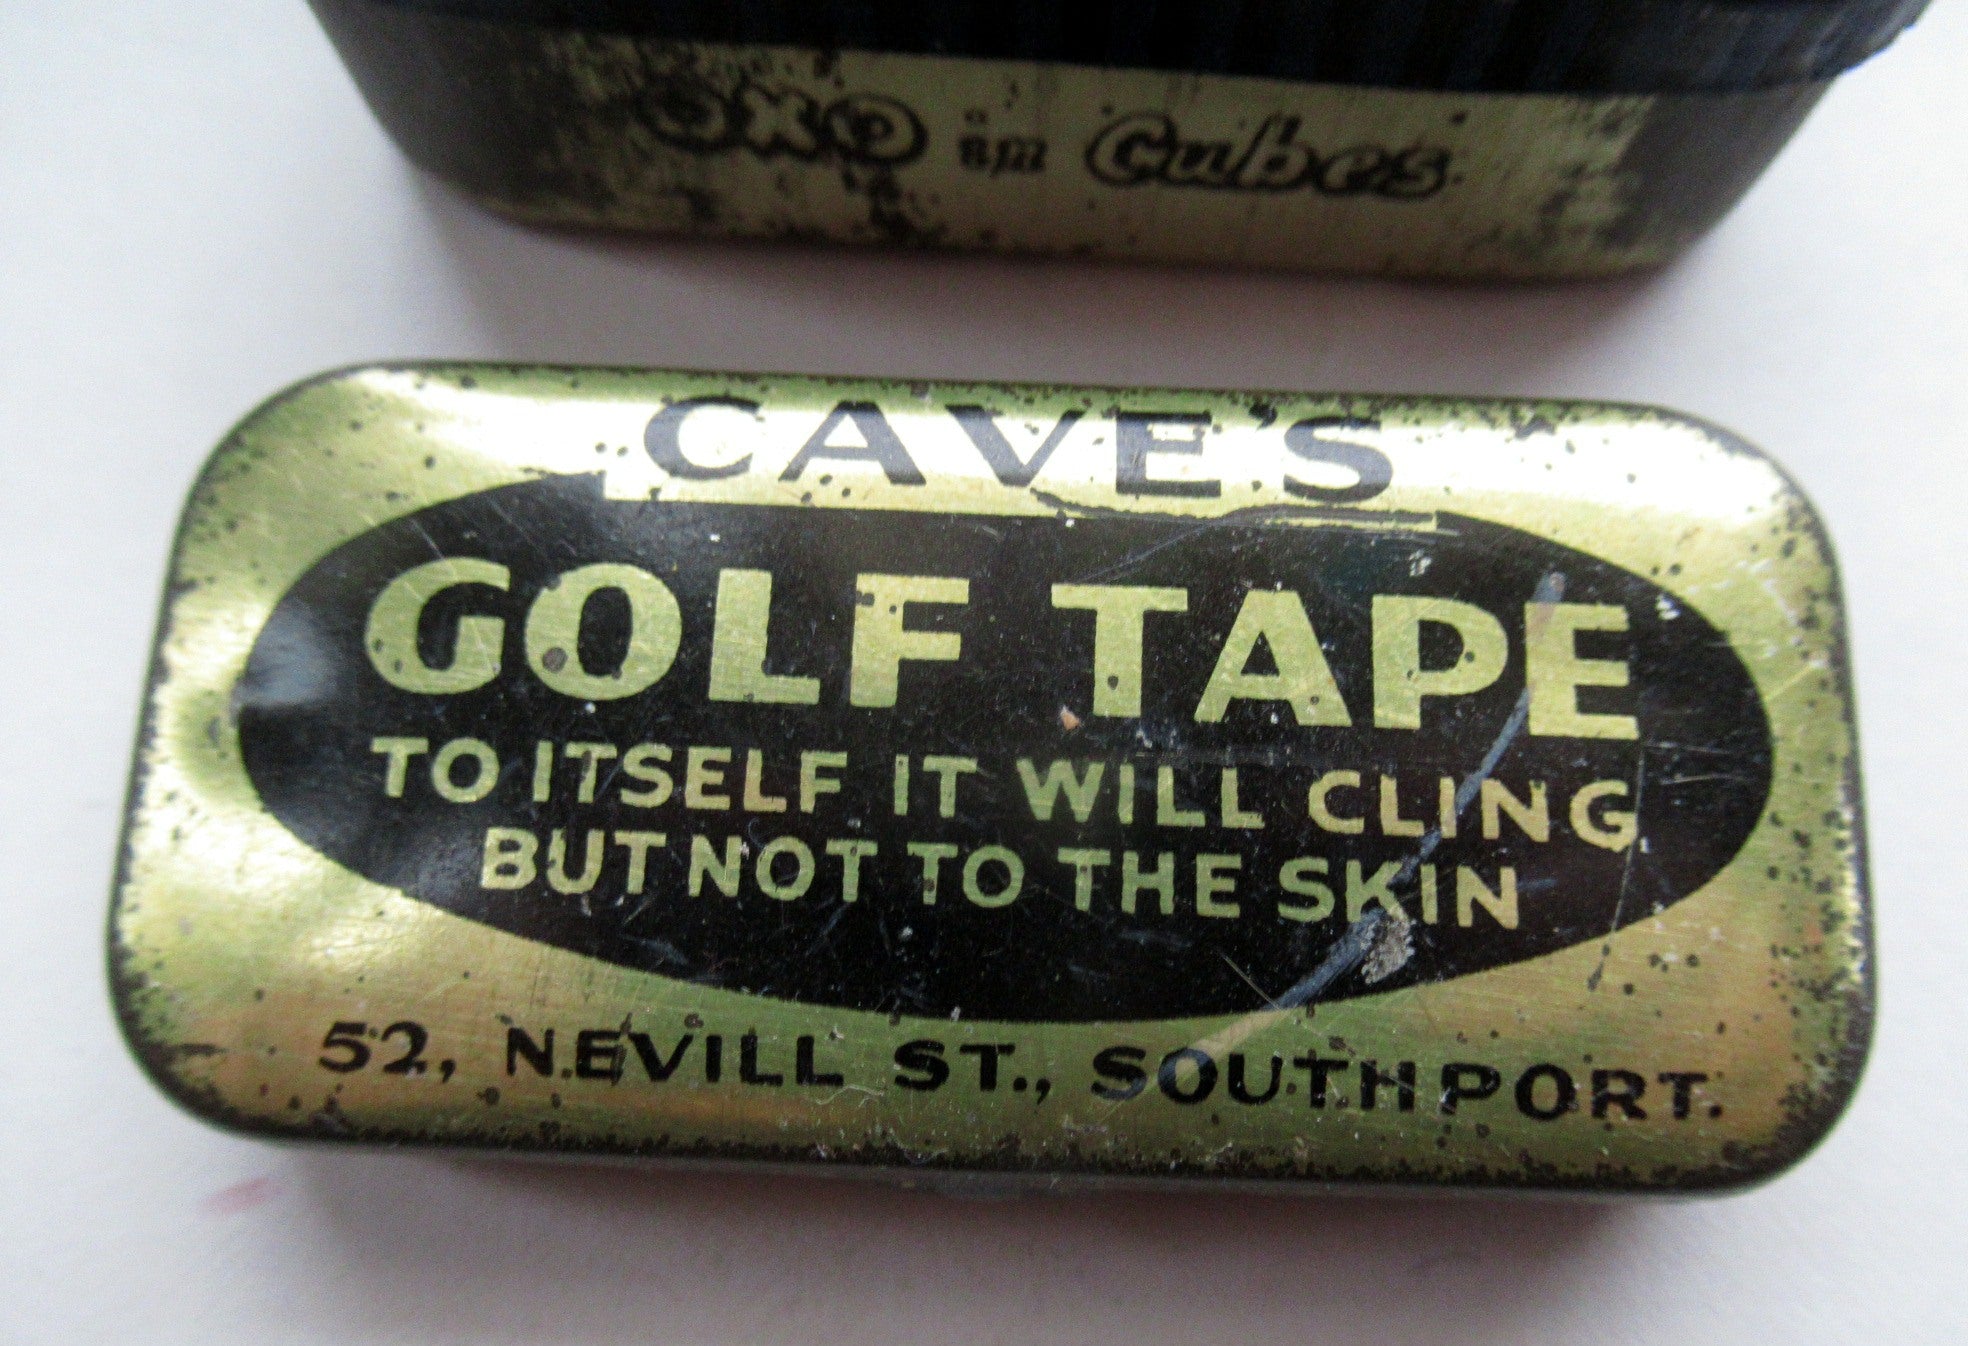 OXO in Cubes
CAVE'S
GOLF TAPE
TO ITSELF IT WILL CLING
BUT NOT TO THE SKIN
52, NEVILL ST., SOUTHPORT.